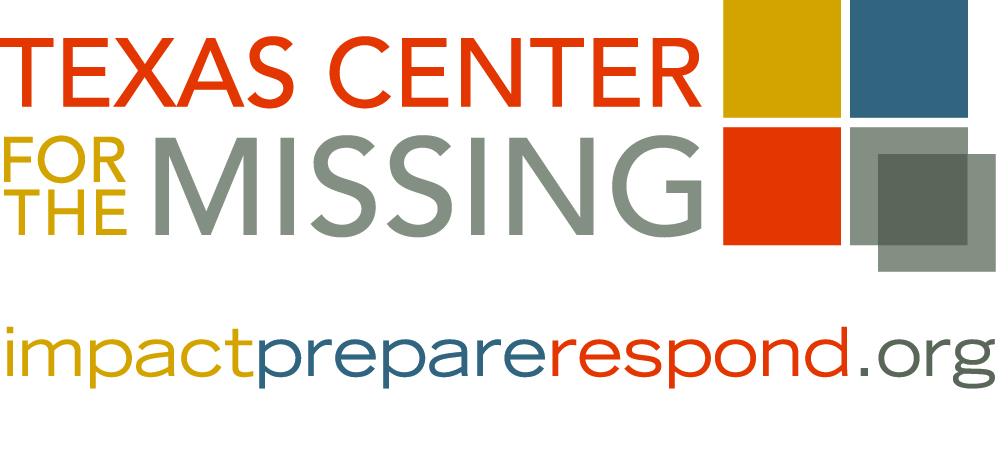 TEXAS CENTER
FOR THE MISSING
impactpreparerespond.org